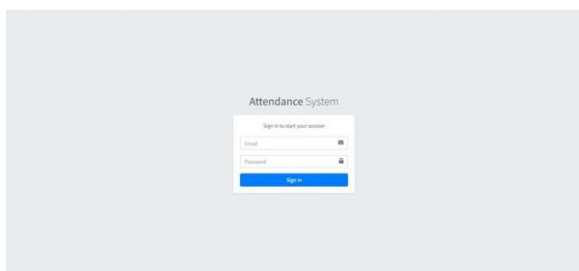 Attendance System
Sign in to start your session
Email
Password
Sign In